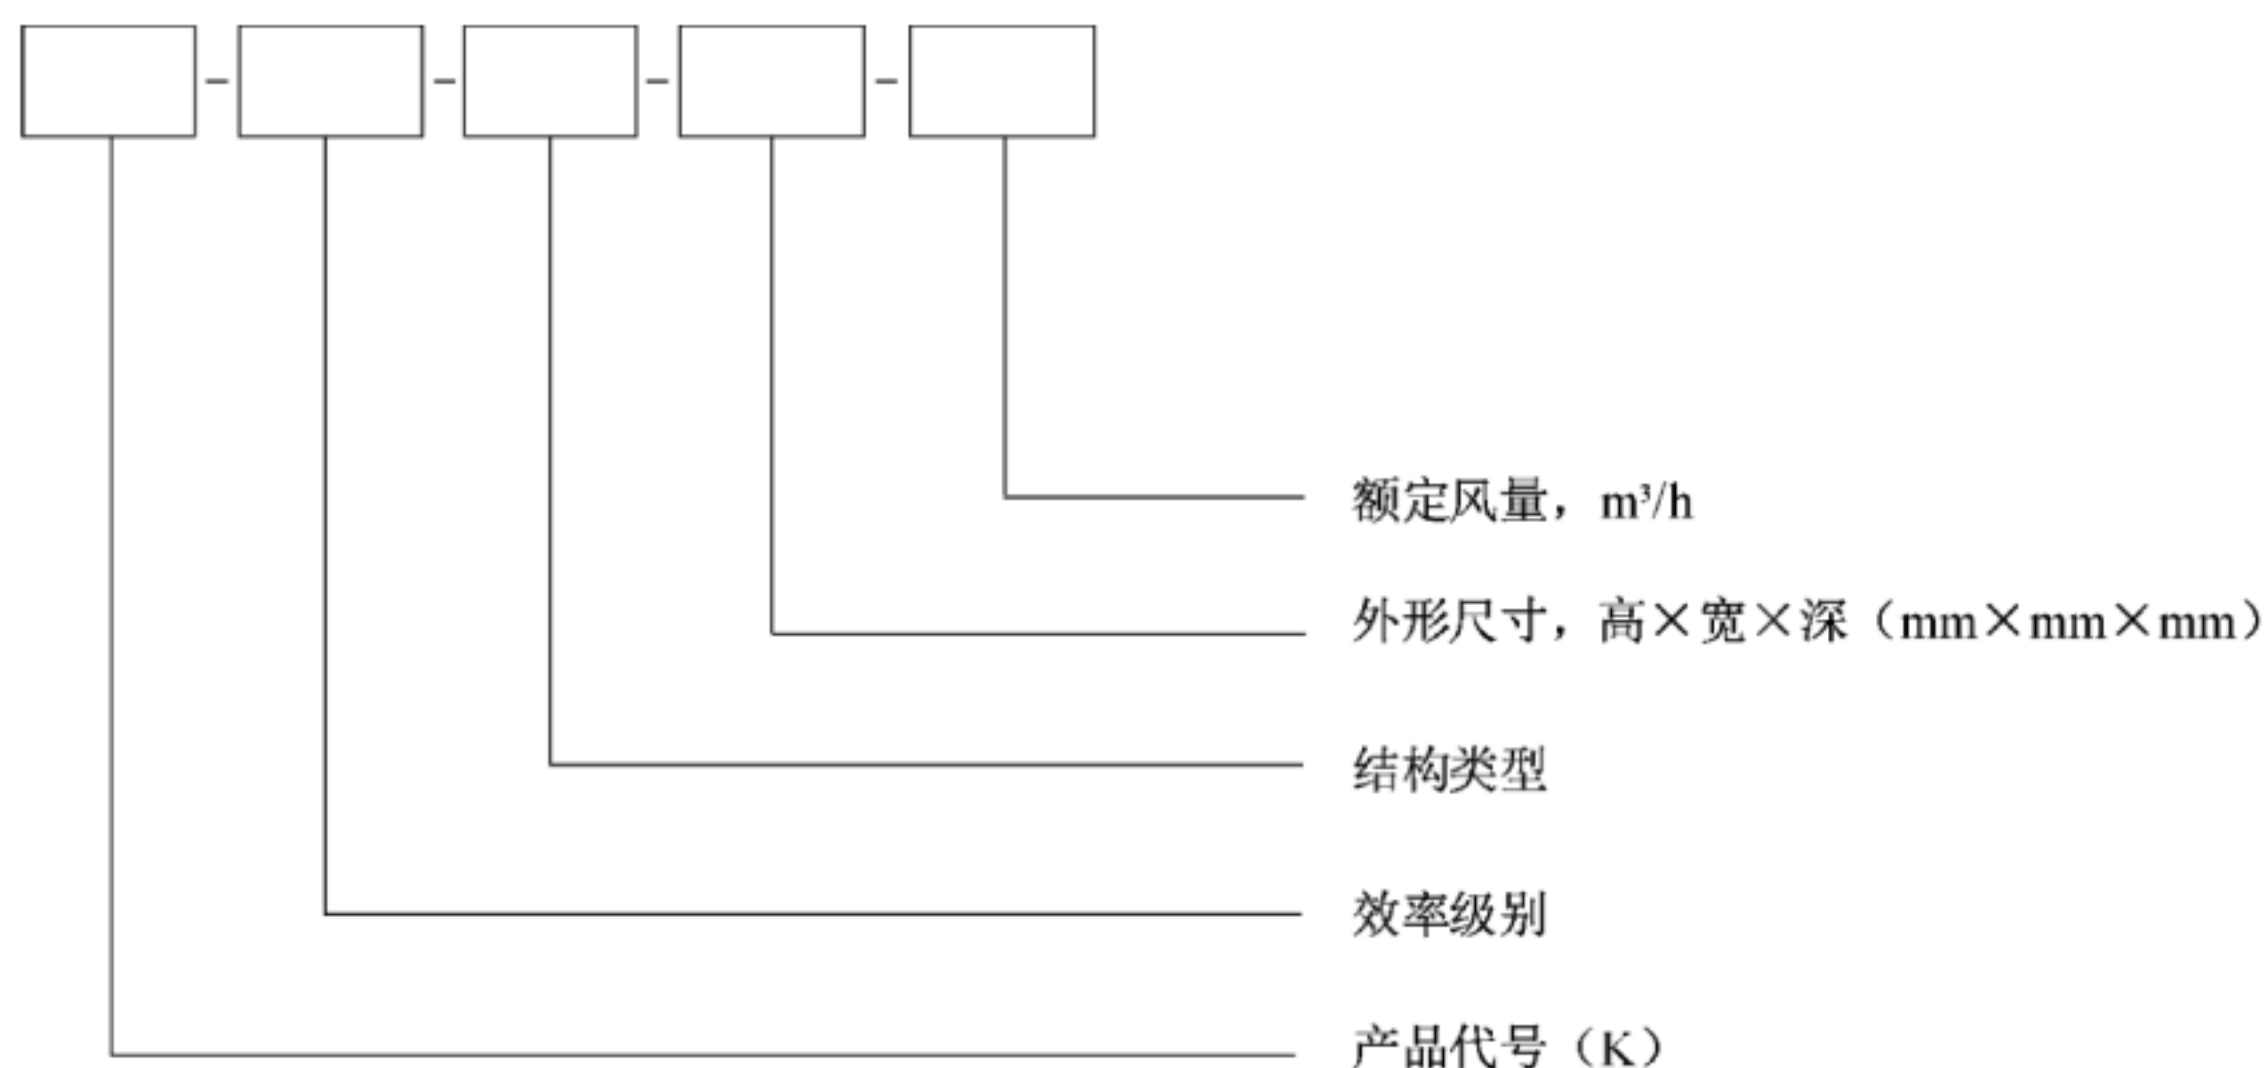 - - - -
额定风量，m³/h
外形尺寸，高×宽×深（mm×mm×mm）
结构类型
效率级别
产品代号（K）